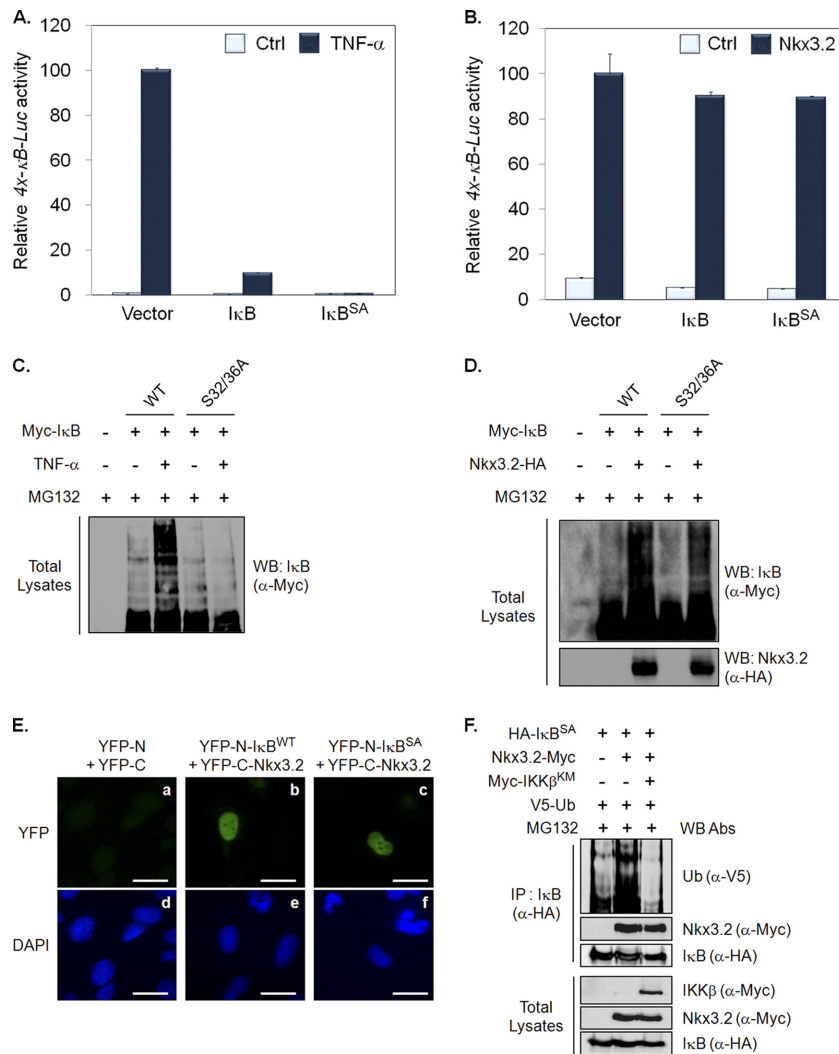 A.
Ctrl TNF-α
Relative 4x-κB-Luc activity
120
100
80
60
40
20
0
Vector IκB IκBSA
B.
Ctrl Nkx3.2
Relative 4x-κB-Luc activity
120
100
80
60
40
20
0
Vector IκB IκBSA
C.
WT S32/36A
Myc-IκB - + + + +
TNF-α - - + - +
MG132 + + + + +
Total
Lysates
WB: IκB
(α-Myc)
D.
WT S32/36A
Myc-IκB - + + + +
Nkx3.2-HA - - + - +
MG132 + + + + +
Total
Lysates
WB: IκB
(α-Myc)
WB: Nkx3.2
(α-HA)
E.
YFP-N
+ YFP-C
YFP-N-IκBWT
+ YFP-C-Nkx3.2
YFP-N-IκBSA
+ YFP-C-Nkx3.2
YFP
a b c
DAPI
d e f
F.
HA-IκBSA + + +
Nkx3.2-Myc - + +
Myc-IKKβKM - - +
V5-Ub + + +
MG132 + + + WB Abs
IP : IκB
(α-HA)
Ub (α-V5)
Nkx3.2 (α-Myc)
IκB (α-HA)
Total
Lysates
IKKβ (α-Myc)
Nkx3.2 (α-Myc)
IκB (α-HA)